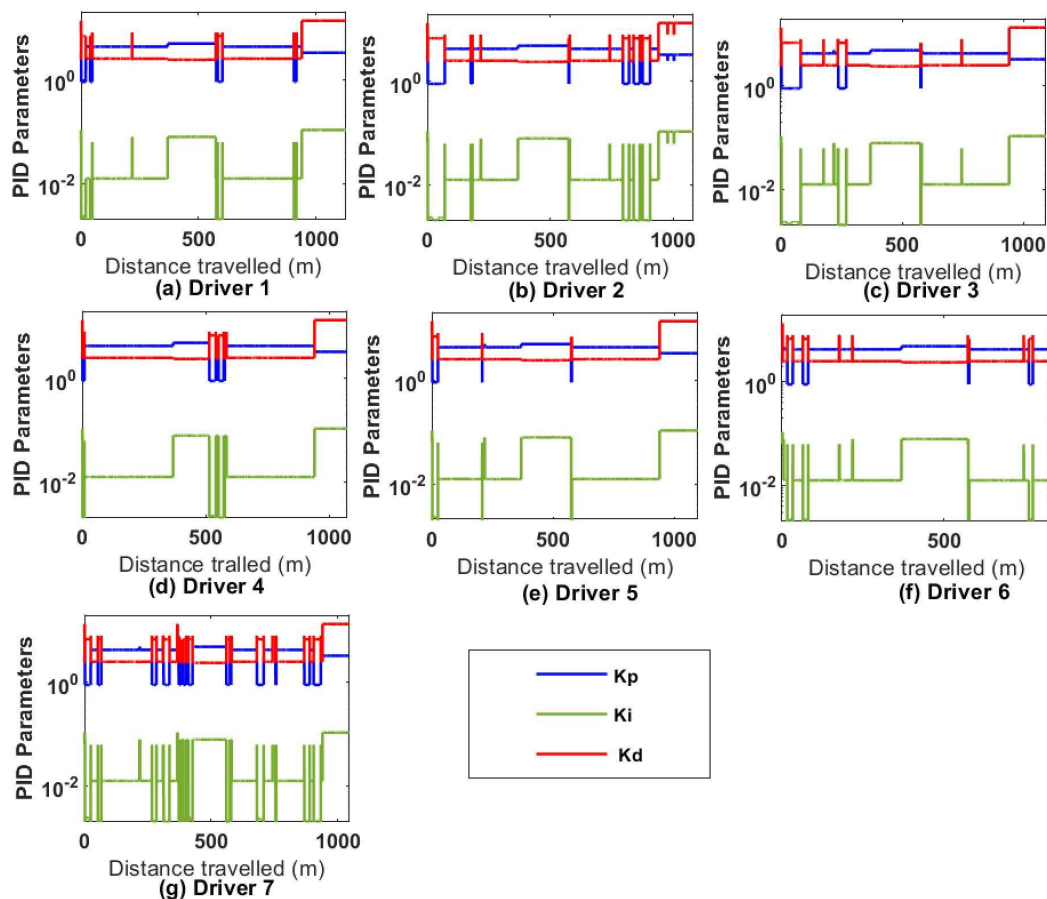 PID Parameters
10^0
10^-2
0
500
1000
Distance travelled (m)
(a) Driver 1
PID Parameters
10^0
10^-2
0
500
1000
Distance travelled (m)
(b) Driver 2
PID Parameters
10^0
10^-2
0
500
1000
Distance travelled (m)
(c) Driver 3
PID Parameters
10^0
10^-2
0
500
1000
Distance tralled (m)
(d) Driver 4
PID Parameters
10^0
10^-2
0
500
1000
Distance travelled (m)
(e) Driver 5
PID Parameters
10^0
10^-2
0
500
Distance travelled (m)
(f) Driver 6
PID Parameters
10^0
10^-2
0
500
1000
Distance travelled (m)
(g) Driver 7
Kp
Ki
Kd